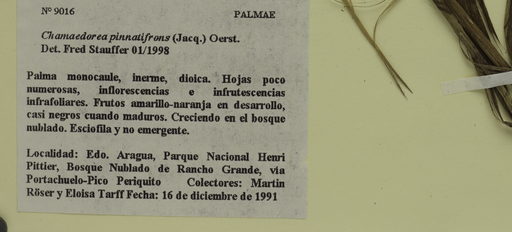 Nº 9016 PALMAE
Chamaedorea pinnatifrons (Jacq.) Oerst.
Det. Fred Stauffer 01/1998
Palma monocaule, inerme, dioica. Hojas poco
numerosas, inflorescencias e infrutescencias
infrafoliares. Frutos amarillo-naranja en desarrollo,
casi negros cuando maduros. Creciendo en el bosque
nublado. Esciofila y no emergente.
Localidad: Edo. Aragua, Parque Nacional Henri
Pittier, Bosque Nublado de Rancho Grande, via
Portachuelo-Pico Periquito Colectores: Martin
Röser y Eloisa Tarff Fecha: 16 de diciembre de 1991